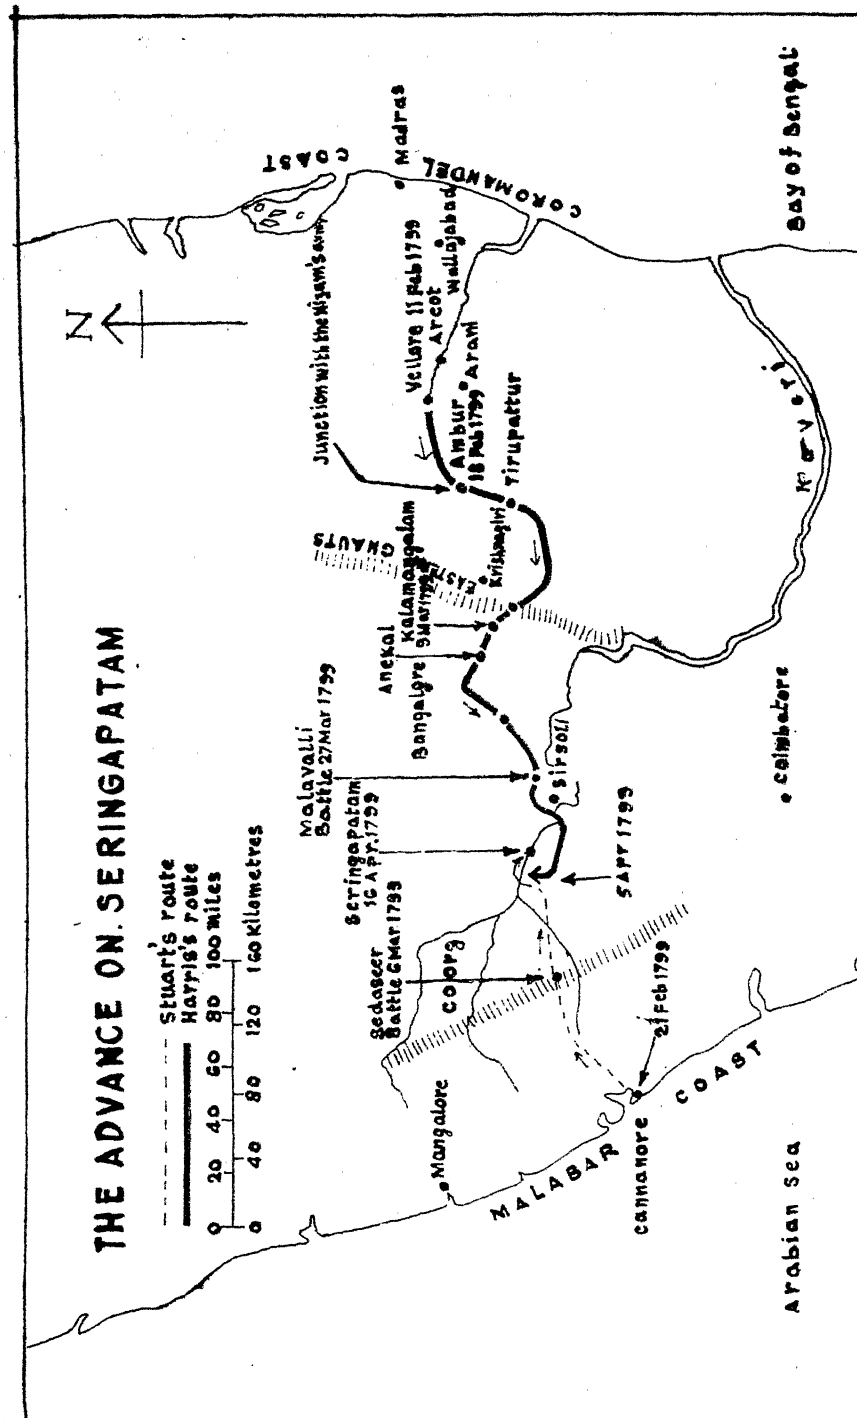 THE ADVANCE ON. SERINGAPATAM
Stuart's route
Harris's route
0 20 40 60 80 100 miles
0 40 80 120 160 Kilometres
N
Junction with the Nizam's army
COROMANDEL COAST
Madras
Vellore 11 Feb 1799
Arcot
Wallajabad
Ambur
18 Feb 1799
Arani
Tirupattur
EAST GHAUTS
Krishnagiri
Kalamangalam
9 Mar 1799
Anekal
Bangalore
Malavalli
Battle 27 Mar 1799
Sirsoli
Seringapatam
16 Apr. 1799
5 Apr 1799
Sedaseer
Battle 6 Mar 1799
Coorg
Mangalore
21 Feb 1799
Cannanore
MALABAR COAST
Coimbatore
Arabian Sea
Bay of Bengal